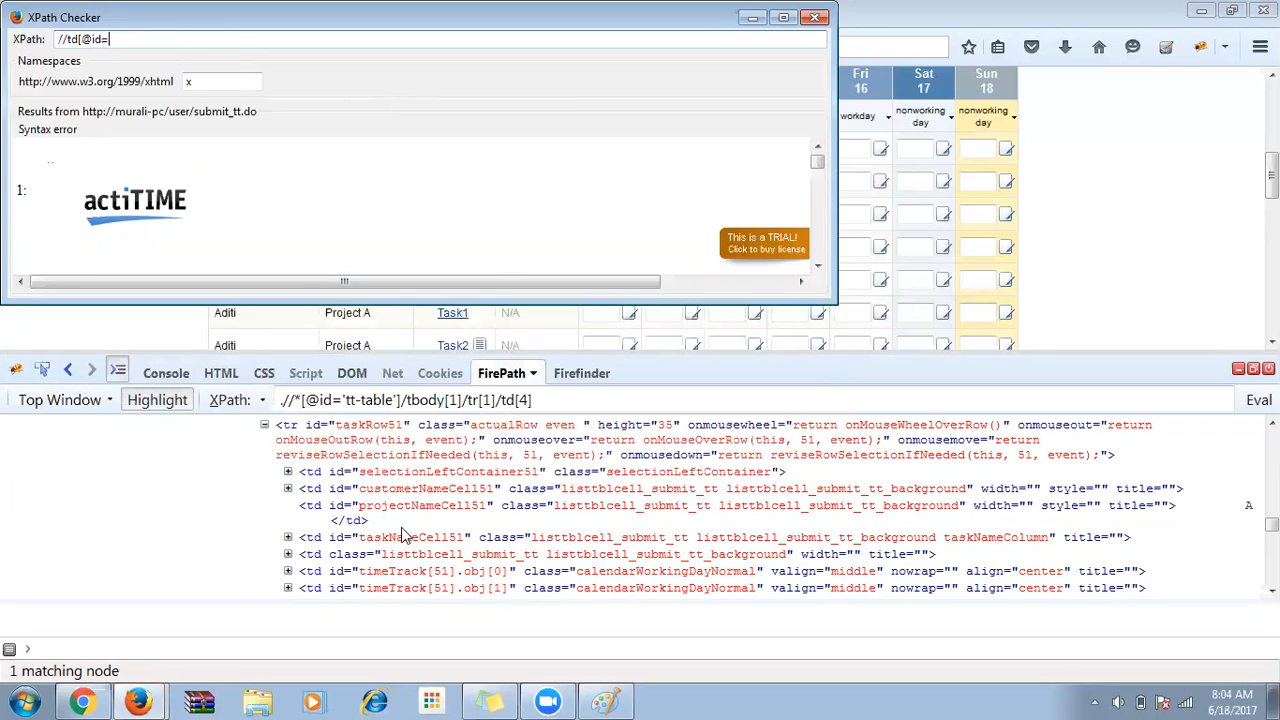 XPath Checker
XPath: //td[@id=
Namespaces
http://www.w3.org/1999/xhtml x
Results from http://murali-pc/user/submit_tt.do
Syntax error
1:
actiTIME
This is a TRIAL!
Click to buy license
Fri Sat Sun
16 17 18
workday nonworking day nonworking day
Aditi Project A Task1 N/A
Aditi Project A Task2 N/A
Console HTML CSS Script DOM Net Cookies FirePath Firefinder
Top Window Highlight XPath: .//*[@id='tt-table']/tbody[1]/tr[1]/td[4] Eval
<tr id="taskRow51" class="actualRow even " height="35" onmousewheel="return onMouseWheelOverRow()" onmouseout="return
onMouseOutRow(this, event);" onmouseover="return onMouseOverRow(this, 51, event);" onmousemove="return
reviseRowSelectionIfNeeded(this, 51, event);" onmousedown="return reviseRowSelectionIfNeeded(this, 51, event);">
<td id="selectionLeftContainer51" class="selectionLeftContainer">
<td id="customerNameCell51" class="listtblcell_submit_tt listtblcell_submit_tt_background" width="" style="" title="">
<td id="projectNameCell51" class="listtblcell_submit_tt listtblcell_submit_tt_background" width="" style="" title=""> A
</td>
<td id="taskNameCell51" class="listtblcell_submit_tt listtblcell_submit_tt_background taskNameColumn" title="">
<td class="listtblcell_submit_tt listtblcell_submit_tt_background" width="" title="">
<td id="timeTrack[51].obj[0]" class="calendarWorkingDayNormal" valign="middle" nowrap="" align="center" title="">
<td id="timeTrack[51].obj[1]" class="calendarWorkingDayNormal" valign="middle" nowrap="" align="center" title="">
1 matching node
8:04 AM
6/18/2017